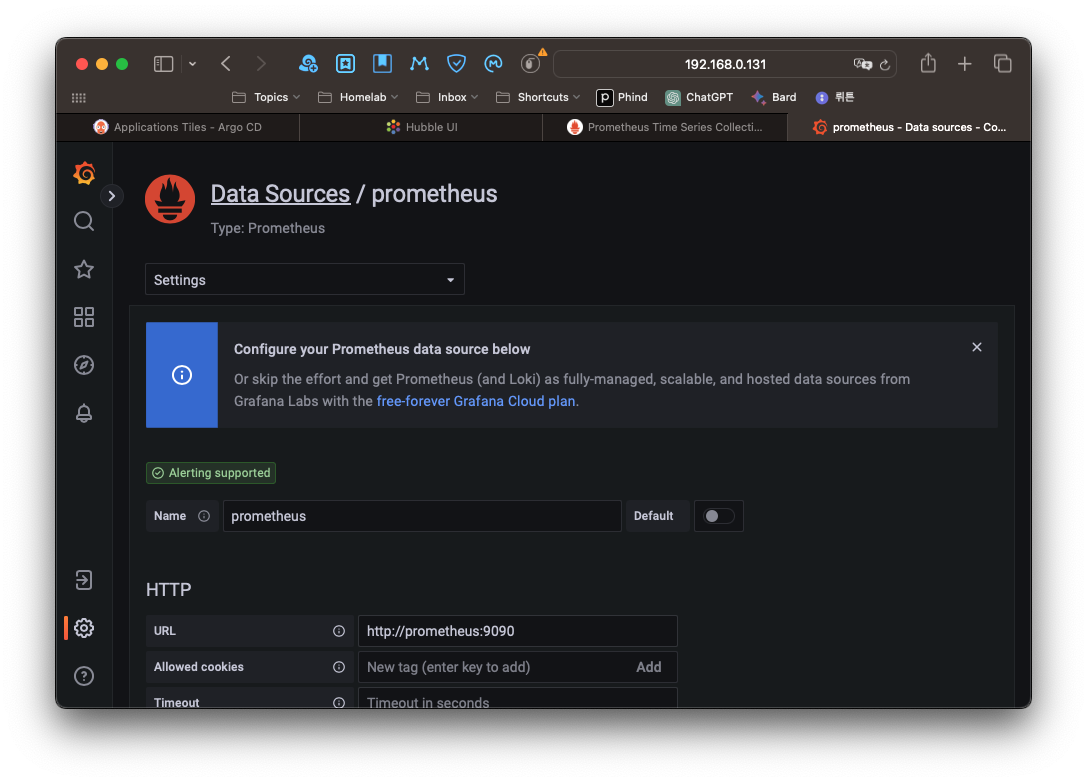 192.168.0.131
Topics Homelab Inbox Shortcuts Phind ChatGPT Bard 뤼튼
Applications Tiles - Argo CD Hubble UI Prometheus Time Series Collecti... prometheus - Data sources - Co...
Data Sources / prometheus
Type: Prometheus
Settings
Configure your Prometheus data source below
Or skip the effort and get Prometheus (and Loki) as fully-managed, scalable, and hosted data sources from
Grafana Labs with the free-forever Grafana Cloud plan.
Alerting supported
Name prometheus Default
HTTP
URL http://prometheus:9090
Allowed cookies New tag (enter key to add) Add
Timeout Timeout in seconds